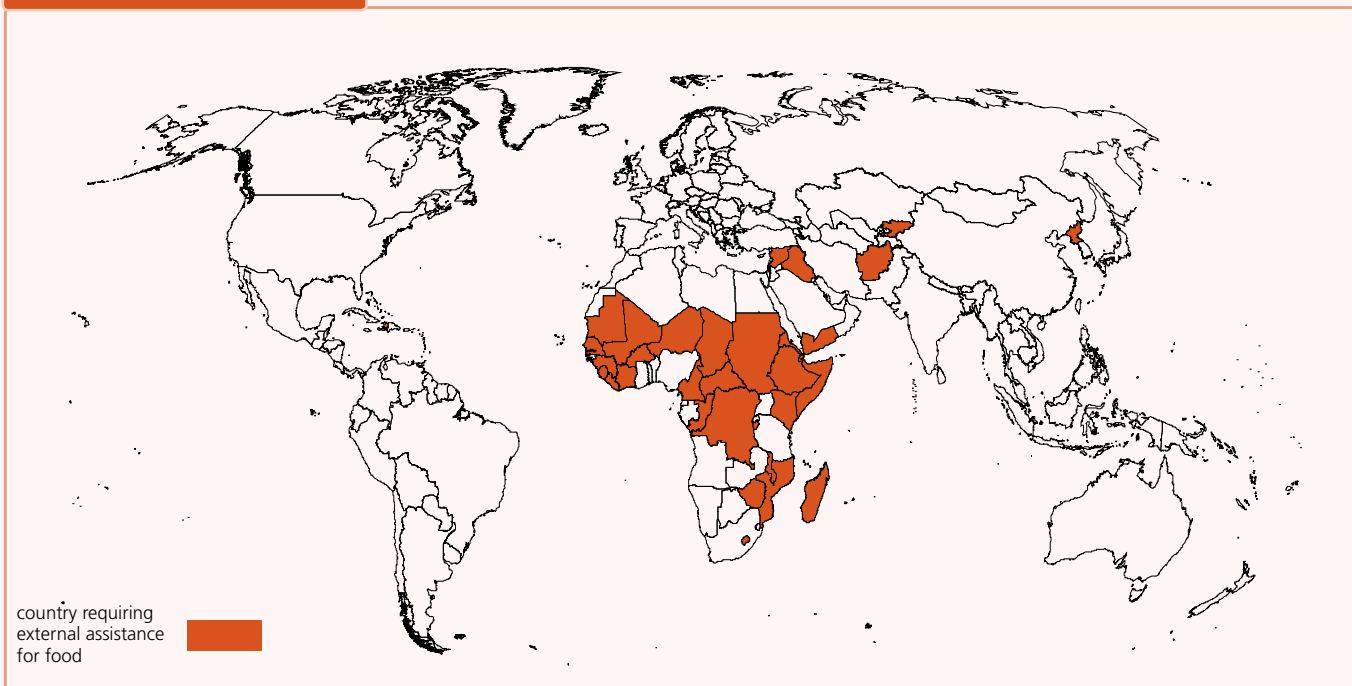 country requiring
external assistance
for food